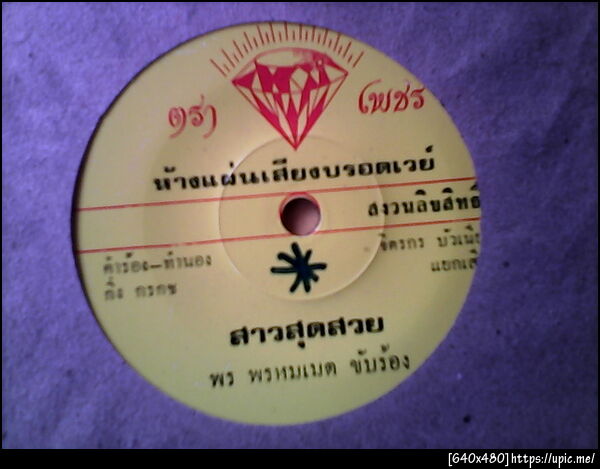 ตรา เพชร
ห้างแผ่นเสียงบรอดเวย์
สงวนลิขสิทธิ์
คำร้อง-ทำนอง
กิ่ง กรกช
จิตรกร บัวเนีย
แยกเสี
สาวสุดสวย
พร พรหมเมต ขับร้อง
[640x480]https://upic.me/